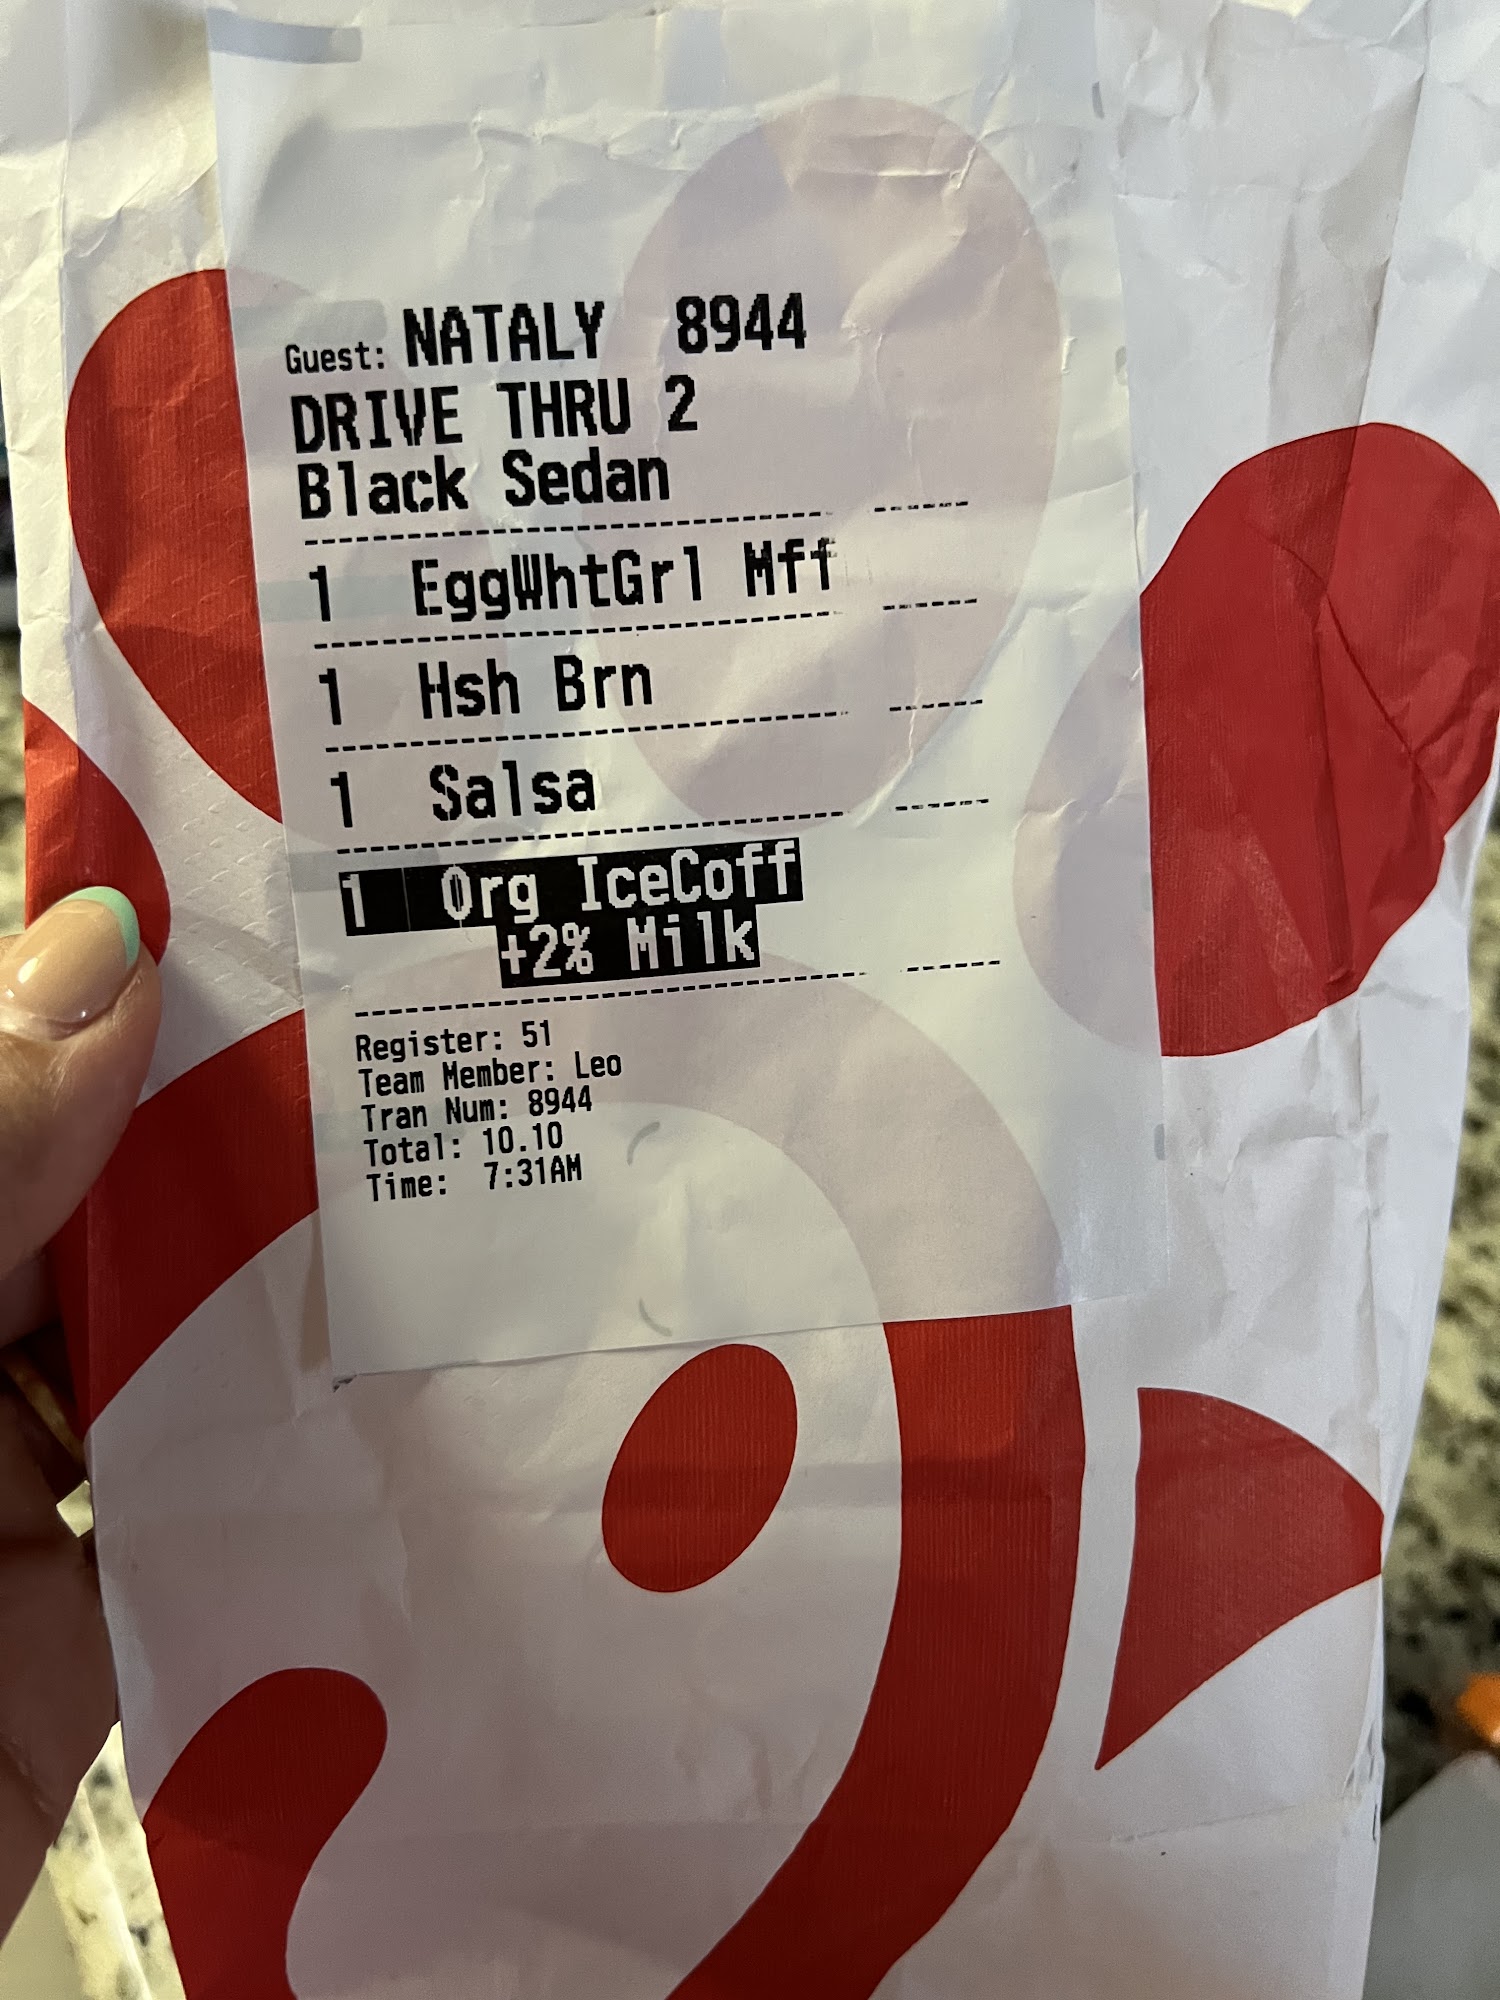 Guest: NATALY 8944
DRIVE THRU 2
Black Sedan
1 EggWhtGrl Mff
1 Hsh Brn
1 Salsa
1 Org IceCoff
+2% Milk
Register: 51
Team Member: Leo
Tran Num: 8944
Total: 10.10
Time: 7:31AM